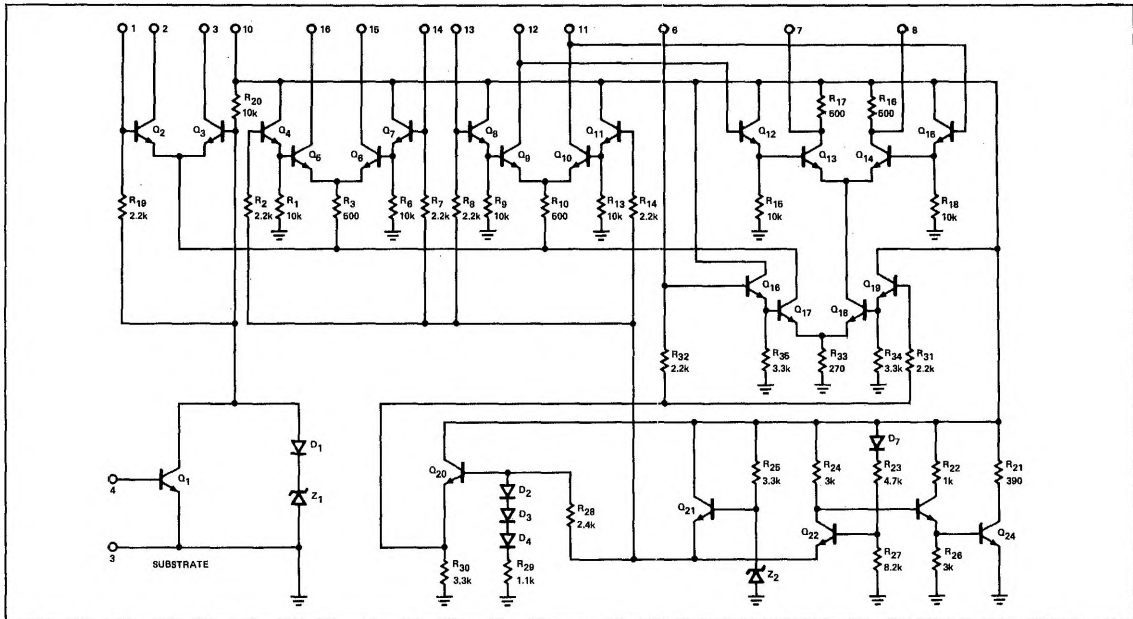 1 2 3 10 16 15 14 13 12 11 6 7 8
R20
10k
R17
600
R16
600
Q2 Q3 Q4 Q5 Q6 Q7 Q8 Q9 Q10 Q11 Q12 Q13 Q14 Q15
R19
2.2k
R2
2.2k
R1
10k
R3
600
R6
10k
R7
2.2k
R8
2.2k
R9
10k
R10
600
R13
10k
R14
2.2k
R15
10k
R18
10k
Q16 Q17 Q18 Q19
R32
2.2k
R35
3.3k
R33
270
R34
3.3k
R31
2.2k
4
Q1
D1
Z1
3
SUBSTRATE
Q20
D2
D3
D4
R28
2.4k
R30
3.3k
R29
1.1k
Q21
R25
3.3k
Z2
R24
3k
D7
R23
4.7k
R22
1k
R21
390
Q22
R27
8.2k
R26
3k
Q24